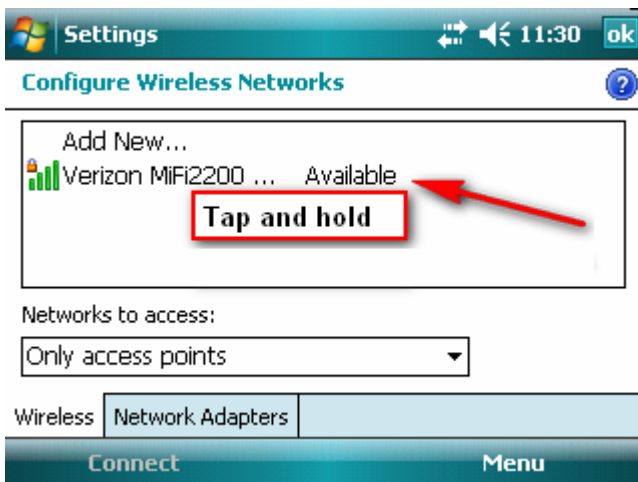 Settings 11:30 ok
Configure Wireless Networks ?
Add New...
Verizon MiFi2200 ... Available
Tap and hold
Networks to access:
Only access points
Wireless Network Adapters
Connect Menu